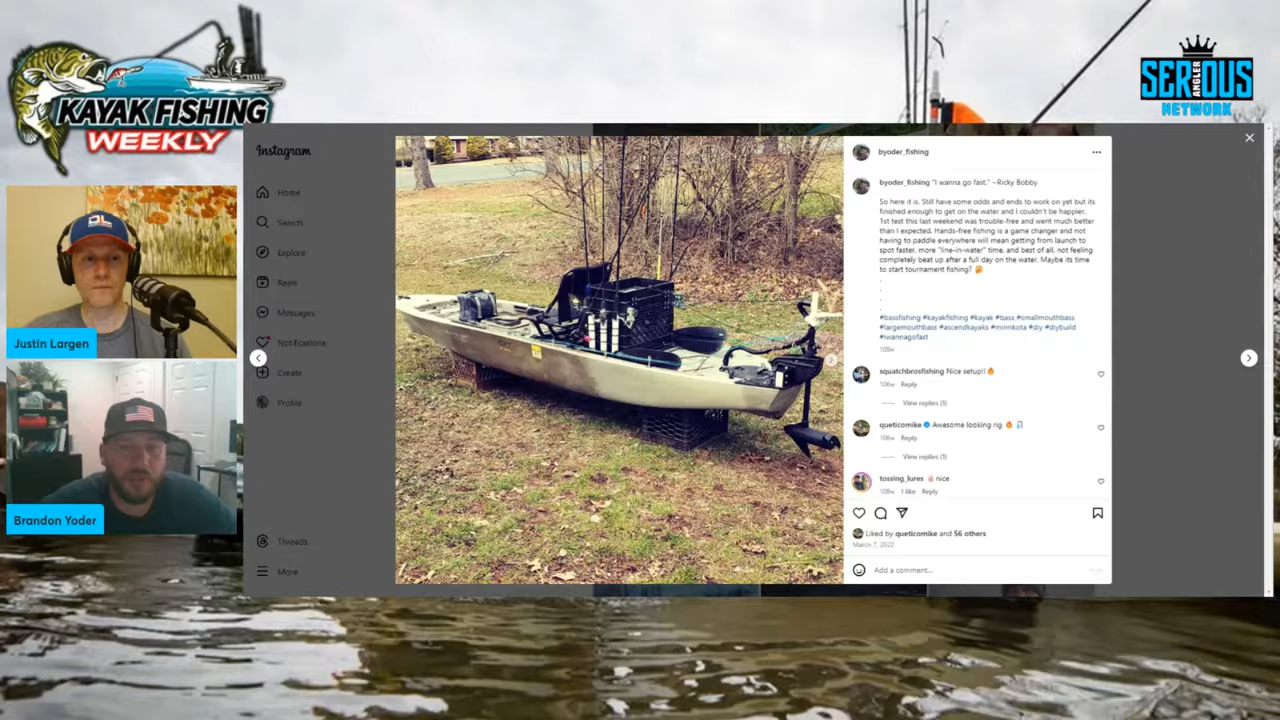 KAYAK FISHING
WEEKLY
SERIOUS
ANGLER
NETWORK
Instagram
Home
Search
Explore
Reels
Messages
Notifications
Create
Profile
Threads
More
Justin Largen
Brandon Yoder
byoder_fishing
byoder_fishing "I wanna go fast." ~Ricky Bobby
So here it is. Still have some odds and ends to work on yet but its
finished enough to get on the water and I couldn't be happier.
1st test this last weekend was trouble-free and went much better
than I expected. Hands-free fishing is a game changer and not
having to paddle everywhere will mean getting from launch to
spot faster, more "line-in-water" time, and best of all, not feeling
completely beat up after a full day on the water. Maybe its time
to start tournament fishing? 🤔
.
.
.
.
#bassfishing #kayakfishing #kayak #bass #smallmouthbass
#largemouthbass #ascendkayaks #minnkota #diy #diybuild
#iwannagofast
109w
squatchbrosfishing Nice setup!! 🔥
106w Reply
View replies (1)
queticomike Awesome looking rig 🔥 🎣
106w Reply
View replies (1)
tossing_lures 👌 nice
109w 1 like Reply
Liked by queticomike and 56 others
March 7, 2022
Add a comment...